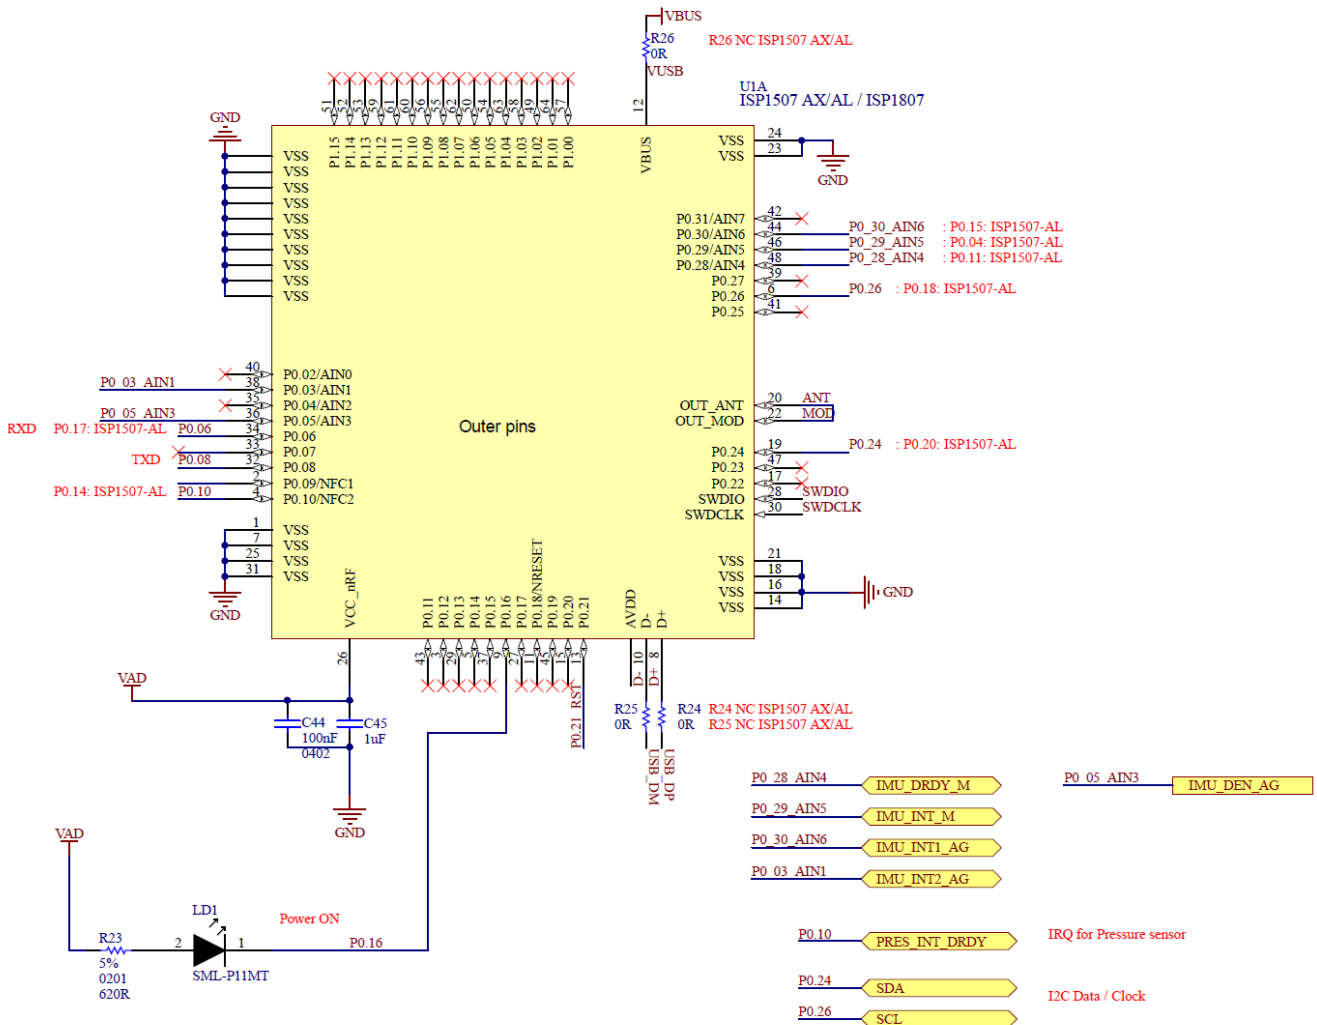 VBUS
R26
0R
R26 NC ISP1507 AX/AL
VUSB
U1A
ISP1507 AX/AL / ISP1807
51 52 53 59 61 60 56 55 62 50 54 63 58 49 64 57
12
P1.15 P1.14 P1.13 P1.12 P1.11 P1.10 P1.09 P1.08 P1.07 P1.06 P1.05 P1.04 P1.03 P1.02 P1.01 P1.00
VBUS
GND
VSS
VSS
VSS
VSS
VSS
VSS
VSS
VSS
VSS
VSS
VSS
VSS
24
23
GND
P0.31/AIN7 42
P0.30/AIN6 44 P0_30_AIN6 : P0.15: ISP1507-AL
P0.29/AIN5 46 P0_29_AIN5 : P0.04: ISP1507-AL
P0.28/AIN4 48 P0_28_AIN4 : P0.11: ISP1507-AL
P0.27 39
P0.26 6 P0.26 : P0.18: ISP1507-AL
P0.25 41
40 P0.02/AIN0
P0_03_AIN1 38 P0.03/AIN1
35 P0.04/AIN2
P0_05_AIN3 36 P0.05/AIN3
RXD P0.17: ISP1507-AL P0.06 34 P0.06
33 P0.07
TXD P0.08 32 P0.08
2 P0.09/NFC1
P0.14: ISP1507-AL P0.10 4 P0.10/NFC2
Outer pins
OUT_ANT 20 ANT
OUT_MOD 22 MOD
P0.24 19 P0.24 : P0.20: ISP1507-AL
P0.23 47
P0.22 17
SWDIO 28 SWDIO
SWDCLK 30 SWDCLK
1 VSS
7 VSS
25 VSS
31 VSS
GND
VSS 21
VSS 18
VSS 16
VSS 14
GND
VCC_nRF
P0.11 P0.12 P0.13 P0.14 P0.15 P0.16 P0.17 P0.18/NRESET P0.19 P0.20 P0.21
AVDD D- D+
26
43 3 29 5 37 9 27 11 45 15 13
10 8
D- D+
P0.21_RST
VAD
C44
100nF
0402
C45
1uF
GND
R25
0R
R24
0R
R24 NC ISP1507 AX/AL
R25 NC ISP1507 AX/AL
USB_DM
USB_DP
VAD
R23
5%
0201
620R
LD1
2
1
SML-P11MT
Power ON
P0.16
P0_28_AIN4 IMU_DRDY_M
P0_29_AIN5 IMU_INT_M
P0_30_AIN6 IMU_INT1_AG
P0_03_AIN1 IMU_INT2_AG
P0_05_AIN3 IMU_DEN_AG
P0.10 PRES_INT_DRDY
IRQ for Pressure sensor
P0.24 SDA
P0.26 SCL
I2C Data / Clock